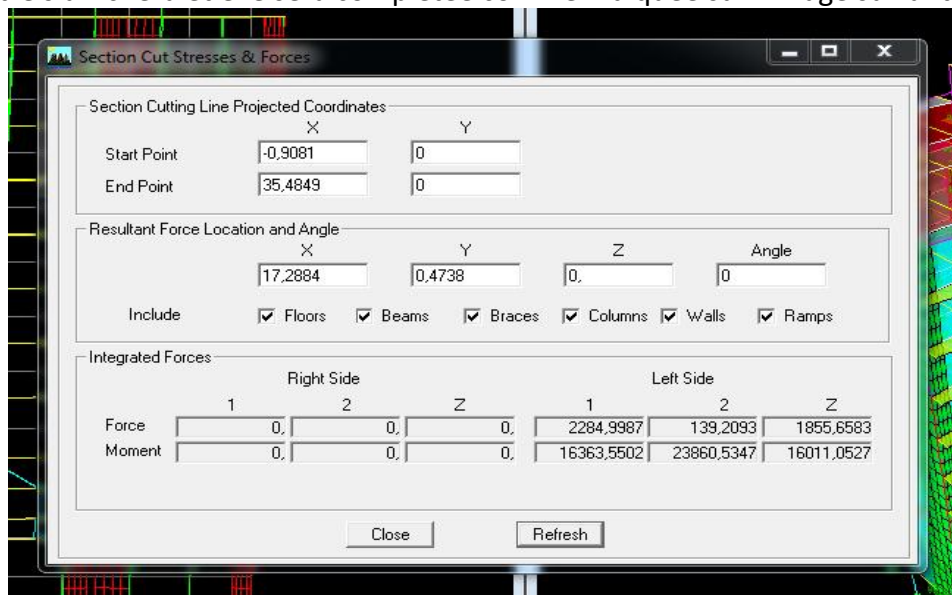 Section Cut Stresses & Forces
Section Cutting Line Projected Coordinates
X Y
Start Point -0,9081 0
End Point 35,4849 0
Resultant Force Location and Angle
X Y Z Angle
17,2884 0,4738 0, 0
Include Floors Beams Braces Columns Walls Ramps
Integrated Forces
Right Side Left Side
1 2 Z 1 2 Z
Force 0, 0, 0, 2284,9987 139,2093 1855,6583
Moment 0, 0, 0, 16363,5502 23860,5347 16011,0527
Close Refresh